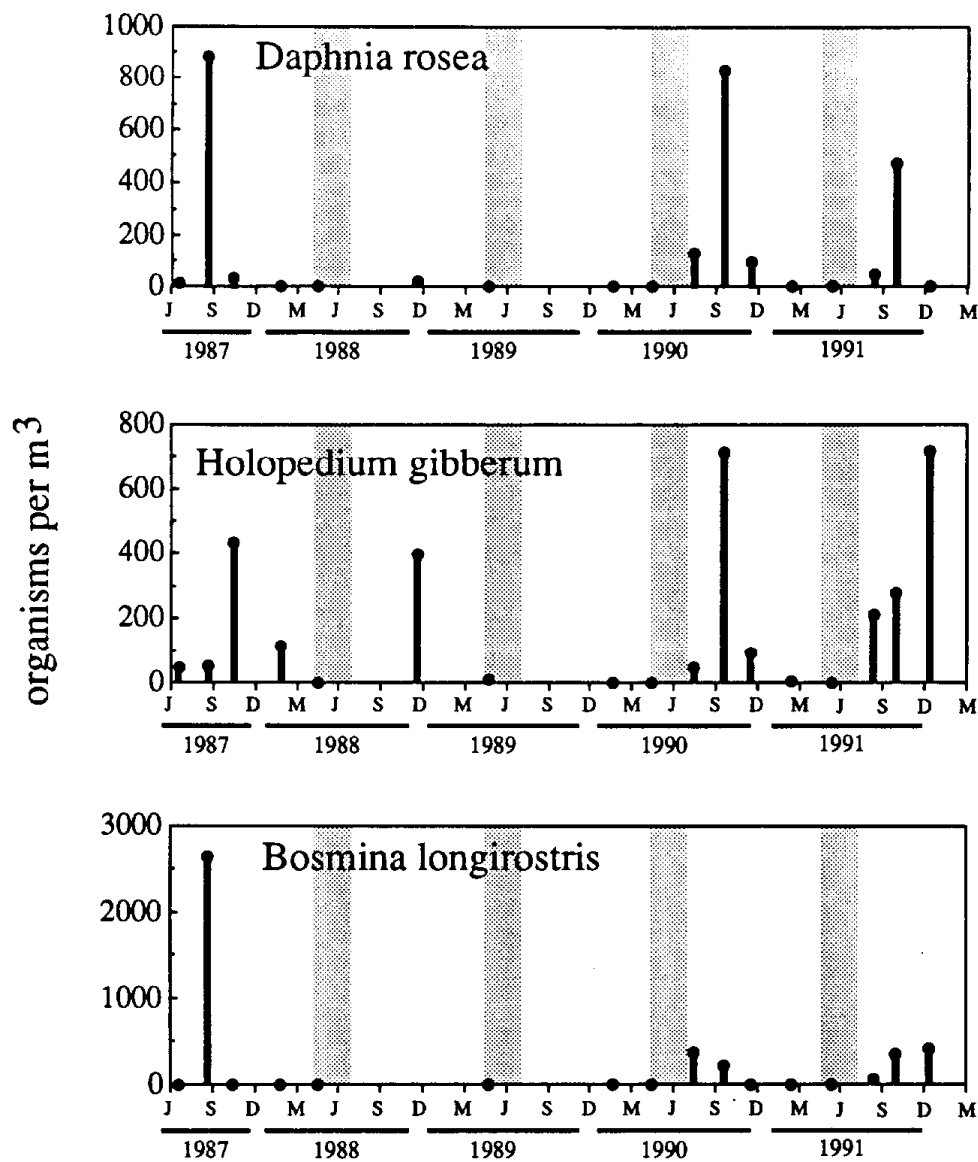 organisms per m3
Daphnia rosea
1000
800
600
400
200
0
J S D M J S D M J S D M J S D M J S D M
1987 1988 1989 1990 1991
Holopedium gibberum
800
600
400
200
0
J S D M J S D M J S D M J S D M J S D M
1987 1988 1989 1990 1991
Bosmina longirostris
3000
2000
1000
0
J S D M J S D M J S D M J S D M J S D M
1987 1988 1989 1990 1991